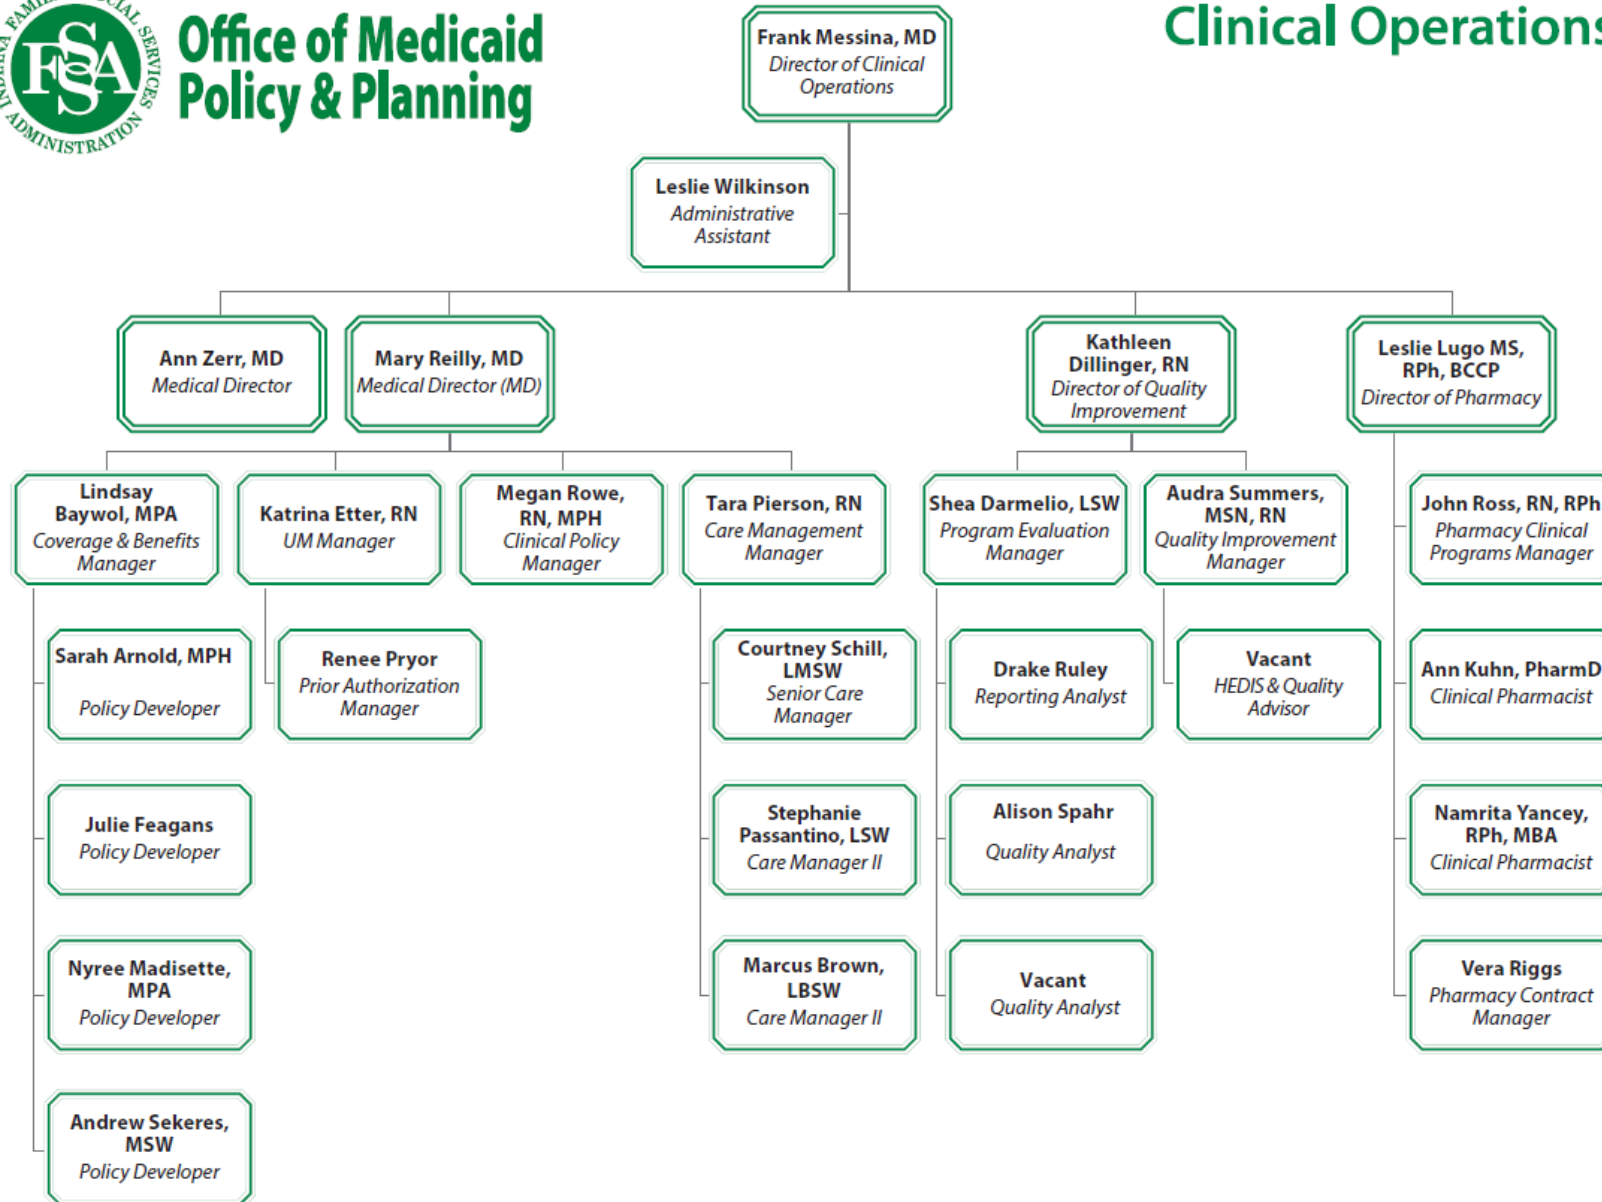 INDIANA FAMILY SOCIAL SERVICES ADMINISTRATION
FSSA
Office of Medicaid
Policy & Planning
Clinical Operations
Frank Messina, MD
Director of Clinical
Operations
Leslie Wilkinson
Administrative
Assistant
Ann Zerr, MD
Medical Director
Mary Reilly, MD
Medical Director (MD)
Kathleen
Dillinger, RN
Director of Quality
Improvement
Leslie Lugo MS,
RPh, BCCP
Director of Pharmacy
Lindsay
Baywol, MPA
Coverage & Benefits
Manager
Katrina Etter, RN
UM Manager
Megan Rowe,
RN, MPH
Clinical Policy
Manager
Tara Pierson, RN
Care Management
Manager
Shea Darmelio, LSW
Program Evaluation
Manager
Audra Summers,
MSN, RN
Quality Improvement
Manager
John Ross, RN, RPh
Pharmacy Clinical
Programs Manager
Sarah Arnold, MPH
Policy Developer
Renee Pryor
Prior Authorization
Manager
Courtney Schill,
LMSW
Senior Care
Manager
Drake Ruley
Reporting Analyst
Vacant
HEDIS & Quality
Advisor
Ann Kuhn, PharmD
Clinical Pharmacist
Julie Feagans
Policy Developer
Stephanie
Passantino, LSW
Care Manager II
Alison Spahr
Quality Analyst
Namrita Yancey,
RPh, MBA
Clinical Pharmacist
Nyree Madisette,
MPA
Policy Developer
Marcus Brown,
LBSW
Care Manager II
Vacant
Quality Analyst
Vera Riggs
Pharmacy Contract
Manager
Andrew Sekeres,
MSW
Policy Developer